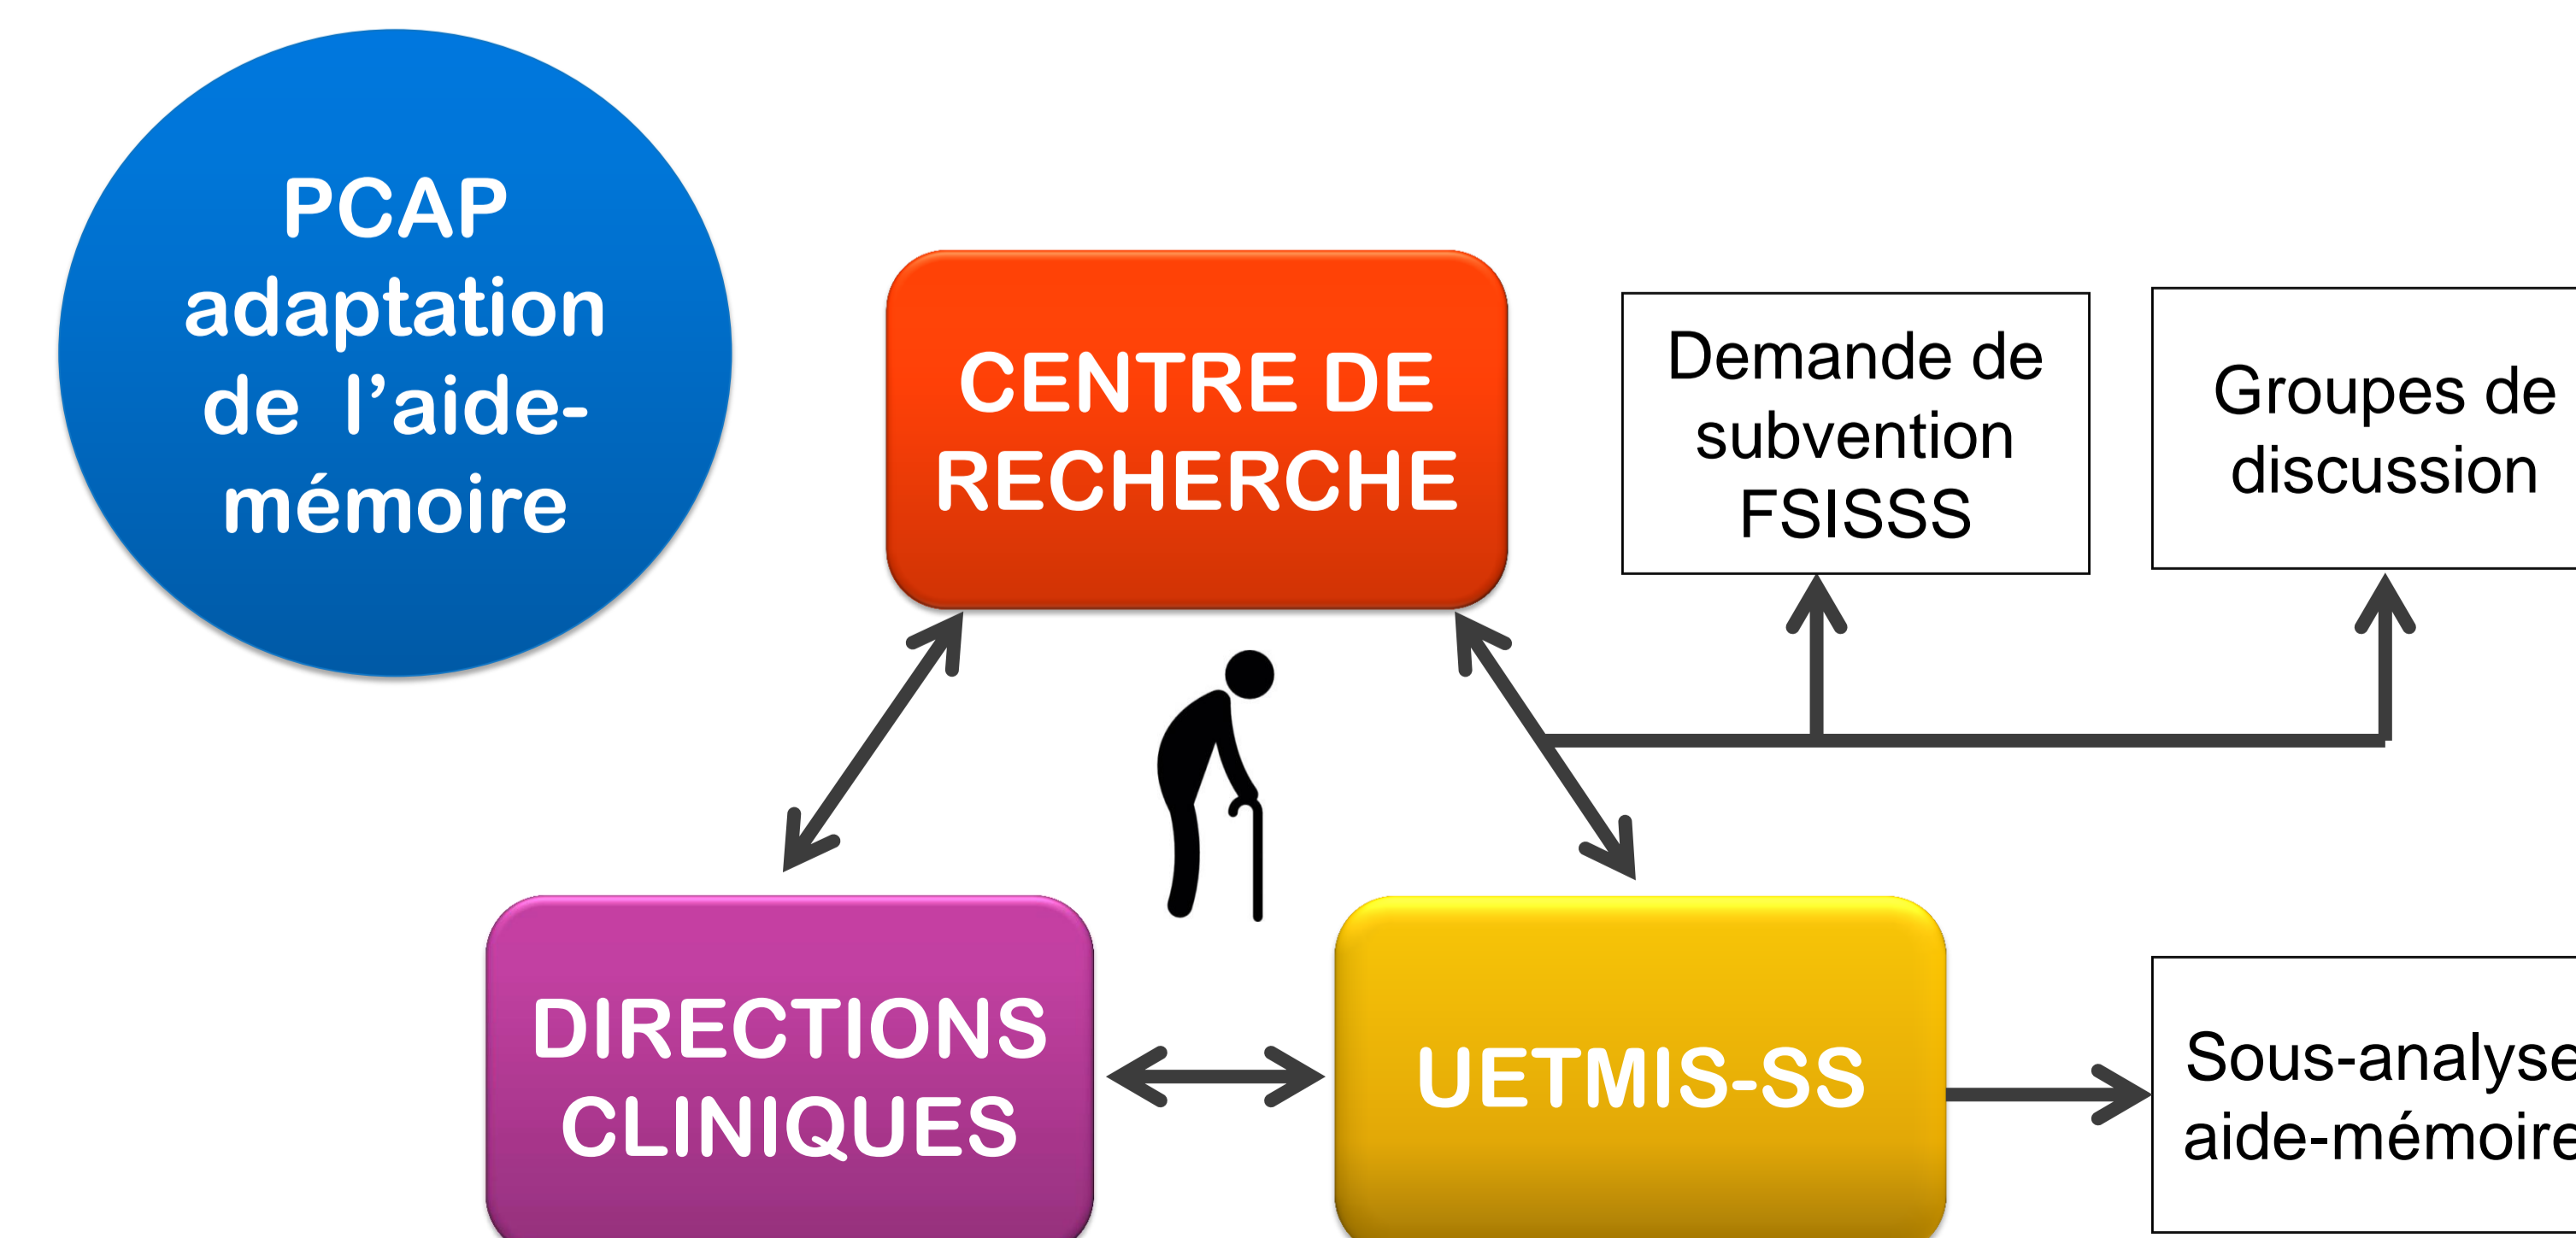 PCAP
adaptation
de l’aide-
mémoire
CENTRE DE
RECHERCHE
Demande de
subvention
FSISSS
Groupes de
discussion
DIRECTIONS
CLINIQUES
UETMIS-SS
Sous-analyse
aide-mémoire